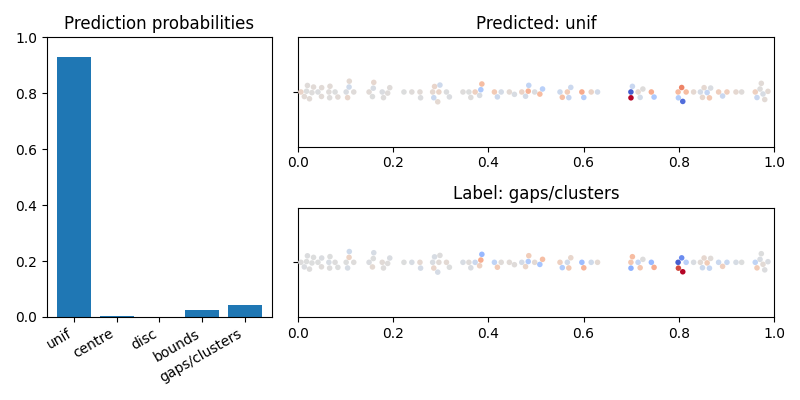 Prediction probabilities
1.0
0.8
0.6
0.4
0.2
0.0
unif
centre
disc
bounds
gaps/clusters
Predicted: unif
0.0 0.2 0.4 0.6 0.8 1.0
Label: gaps/clusters
0.0 0.2 0.4 0.6 0.8 1.0